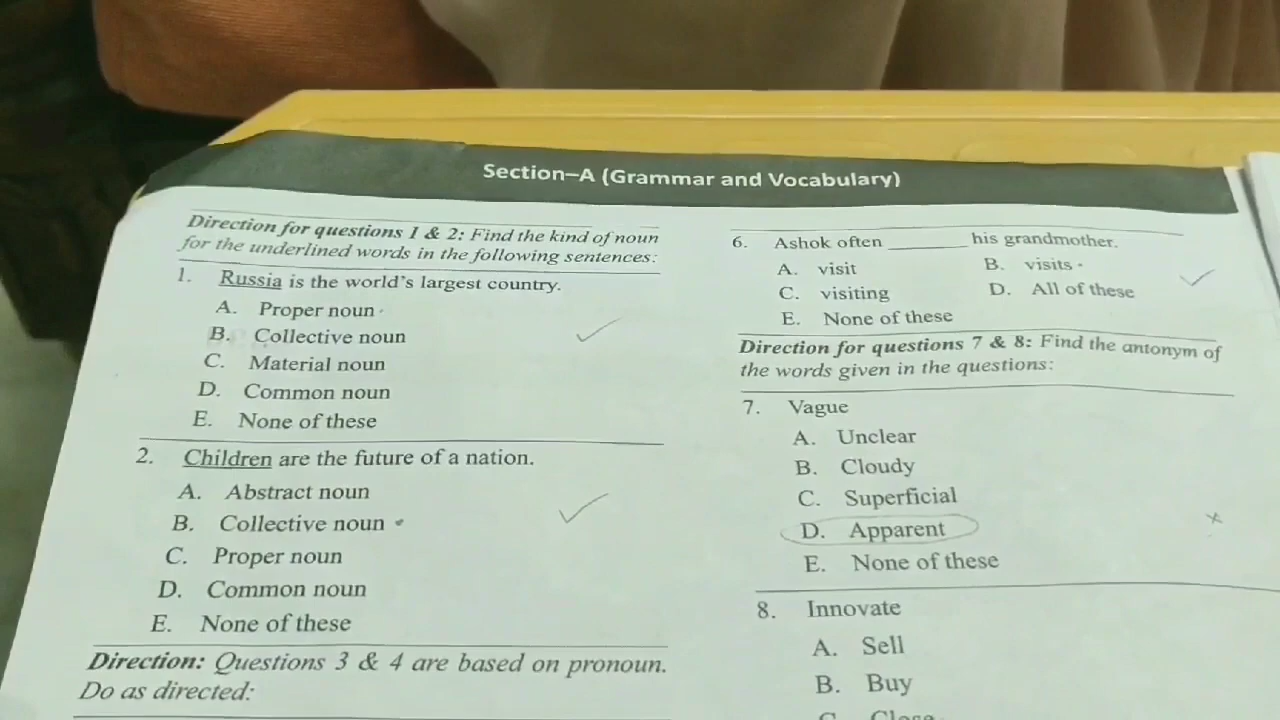 Section–A (Grammar and Vocabulary)
Direction for questions 1 & 2: Find the kind of noun
for the underlined words in the following sentences:
1. Russia is the world's largest country.
A. Proper noun
B. Collective noun
C. Material noun
D. Common noun
E. None of these
2. Children are the future of a nation.
A. Abstract noun
B. Collective noun
C. Proper noun
D. Common noun
E. None of these
Direction: Questions 3 & 4 are based on pronoun.
Do as directed:
6. Ashok often _______ his grandmother.
A. visit B. visits
C. visiting D. All of these
E. None of these
Direction for questions 7 & 8: Find the antonym of
the words given in the questions:
7. Vague
A. Unclear
B. Cloudy
C. Superficial
D. Apparent
E. None of these
8. Innovate
A. Sell
B. Buy
C. Close